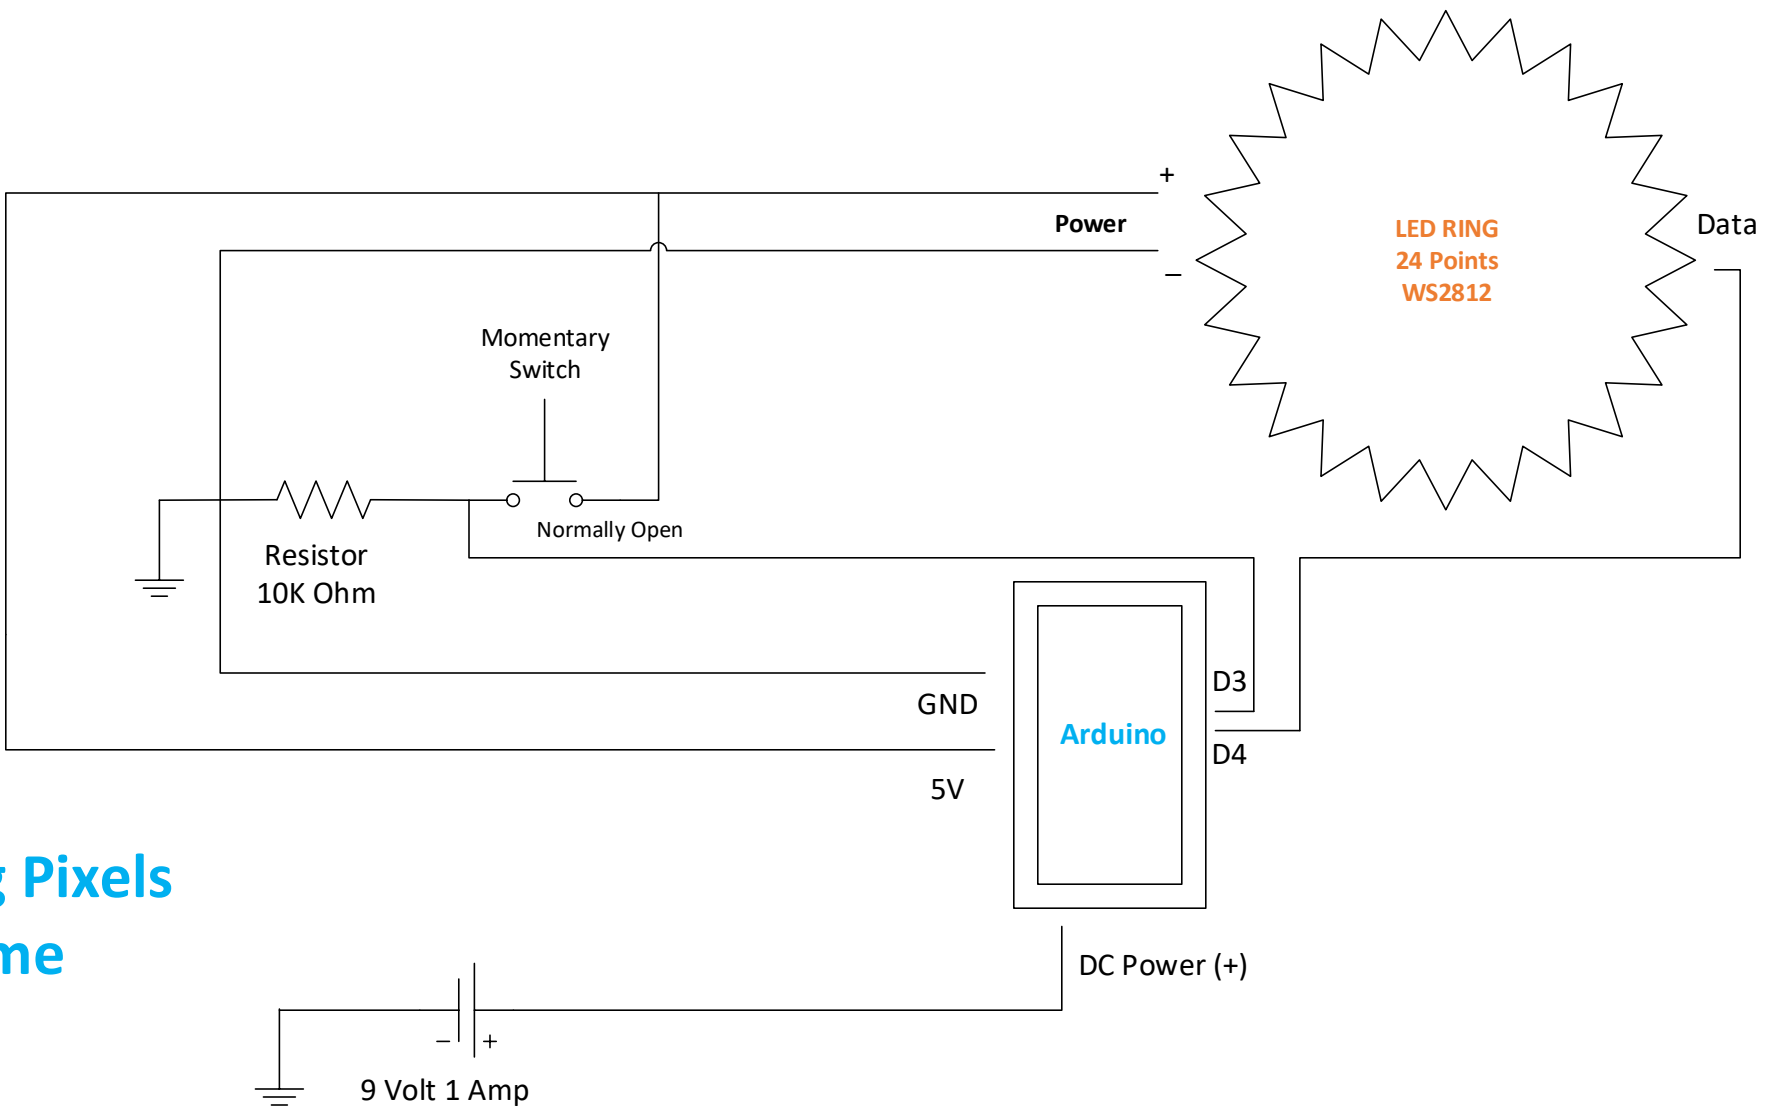 +
Power
–
LED RING
24 Points
WS2812
Data
Momentary
Switch
Normally Open
Resistor
10K Ohm
GND
5V
Arduino
D3
D4
g Pixels
me
DC Power (+)
– +
9 Volt 1 Amp